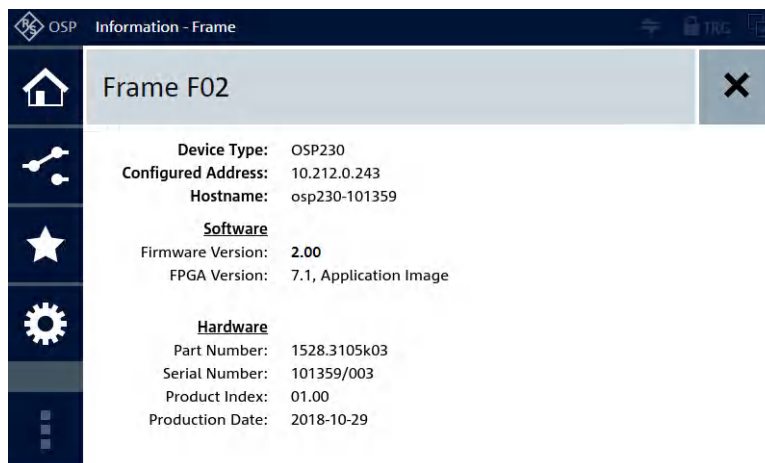 R&S OSP Information - Frame TRG
Frame F02
Device Type: OSP230
Configured Address: 10.212.0.243
Hostname: osp230-101359
Software
Firmware Version: 2.00
FPGA Version: 7.1, Application Image
Hardware
Part Number: 1528.3105k03
Serial Number: 101359/003
Product Index: 01.00
Production Date: 2018-10-29